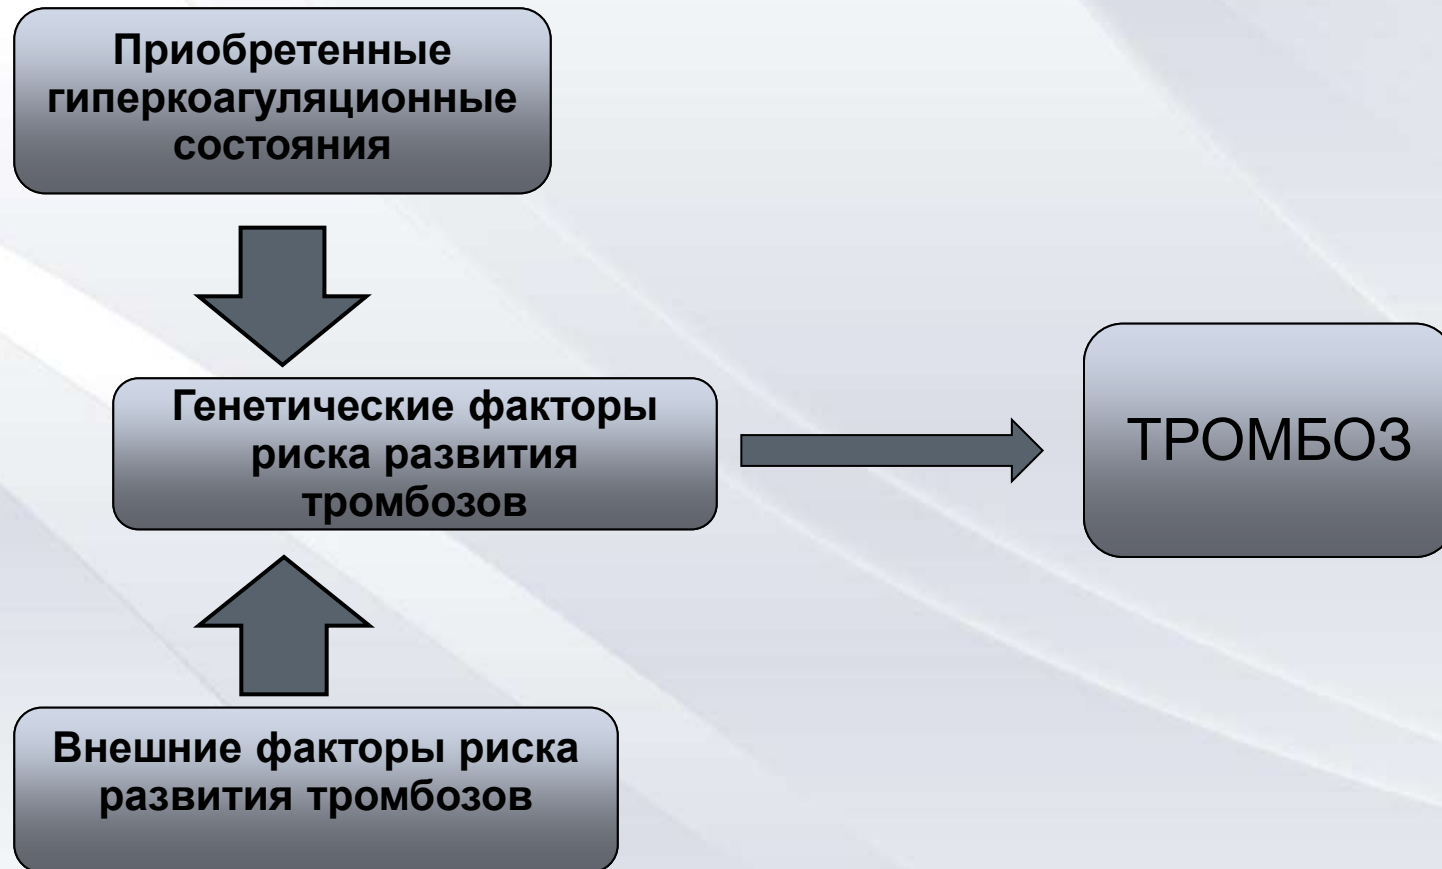 Приобретенные
гиперкоагуляционные
состояния
Генетические факторы
риска развития
тромбозов
ТРОМБОЗ
Внешние факторы риска
развития тромбозов